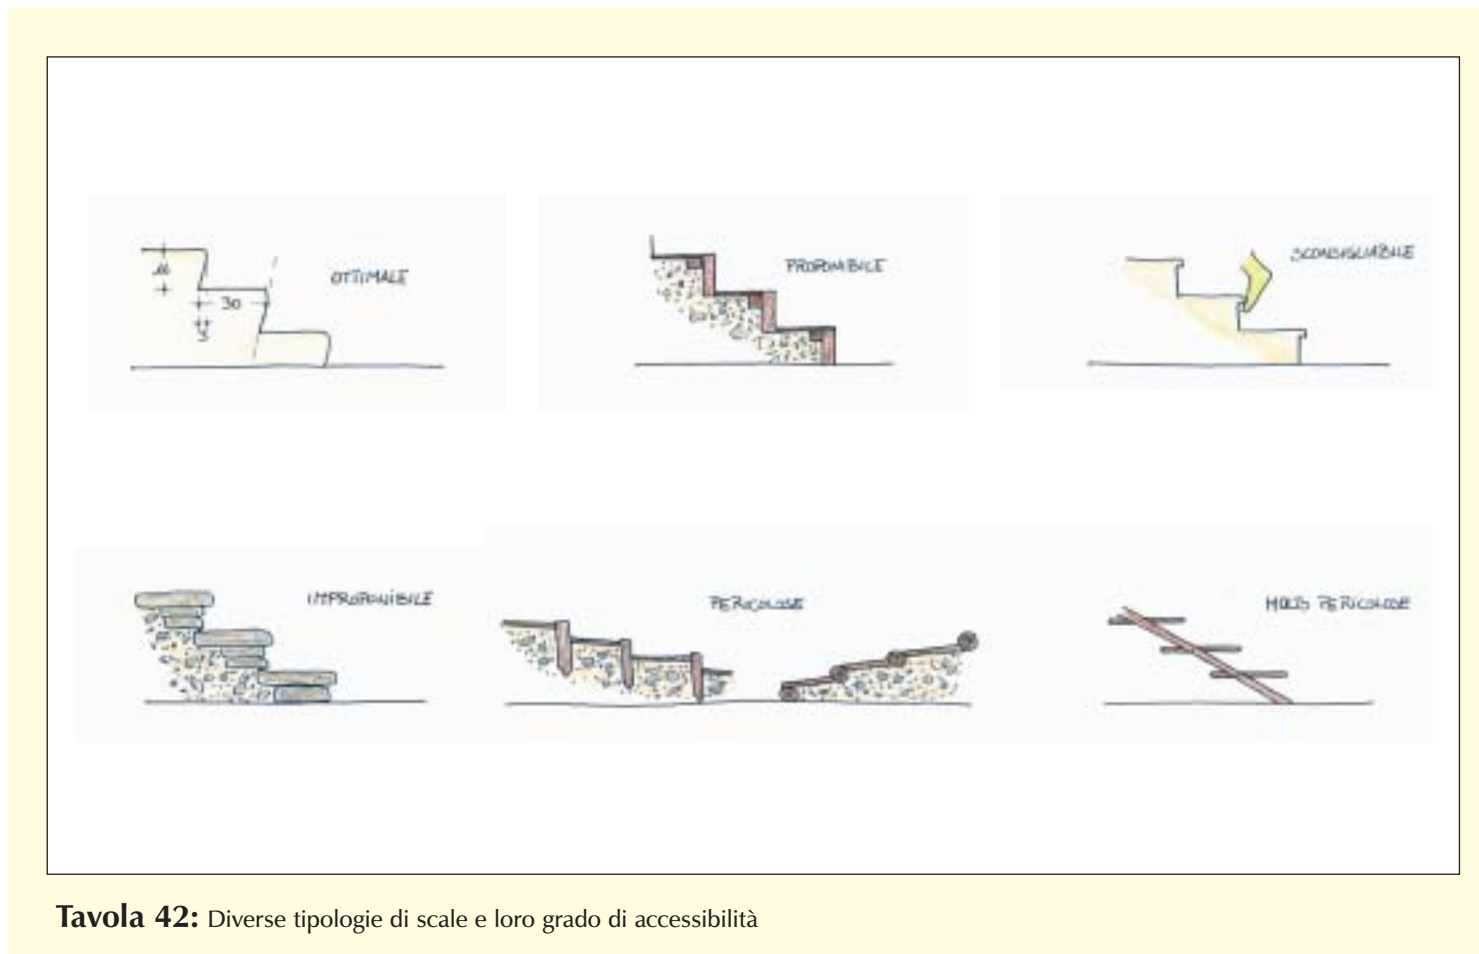 OTTIMALE
30
PROPONIBILE
SCONSIGLIABILE
IMPROPONIBILE
PERICOLOSE
MOLTO PERICOLOSE
Tavola 42: Diverse tipologie di scale e loro grado di accessibilità